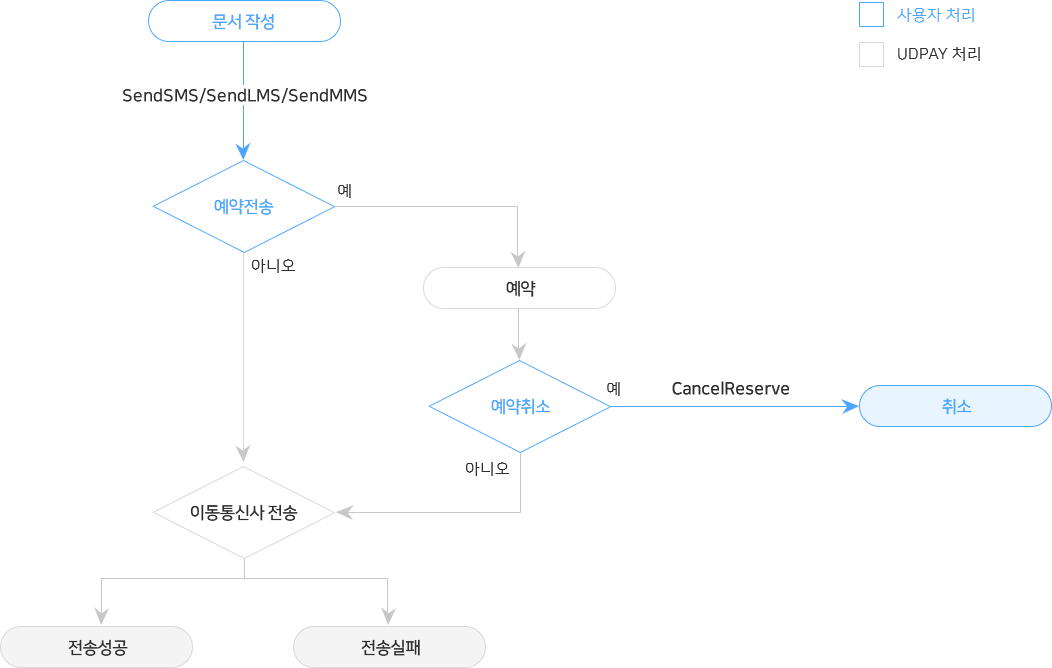 문서 작성
사용자 처리
UDPAY 처리
SendSMS/SendLMS/SendMMS
예약전송
예
아니오
예약
예약취소
예
CancelReserve
취소
아니오
이동통신사 전송
전송성공
전송실패